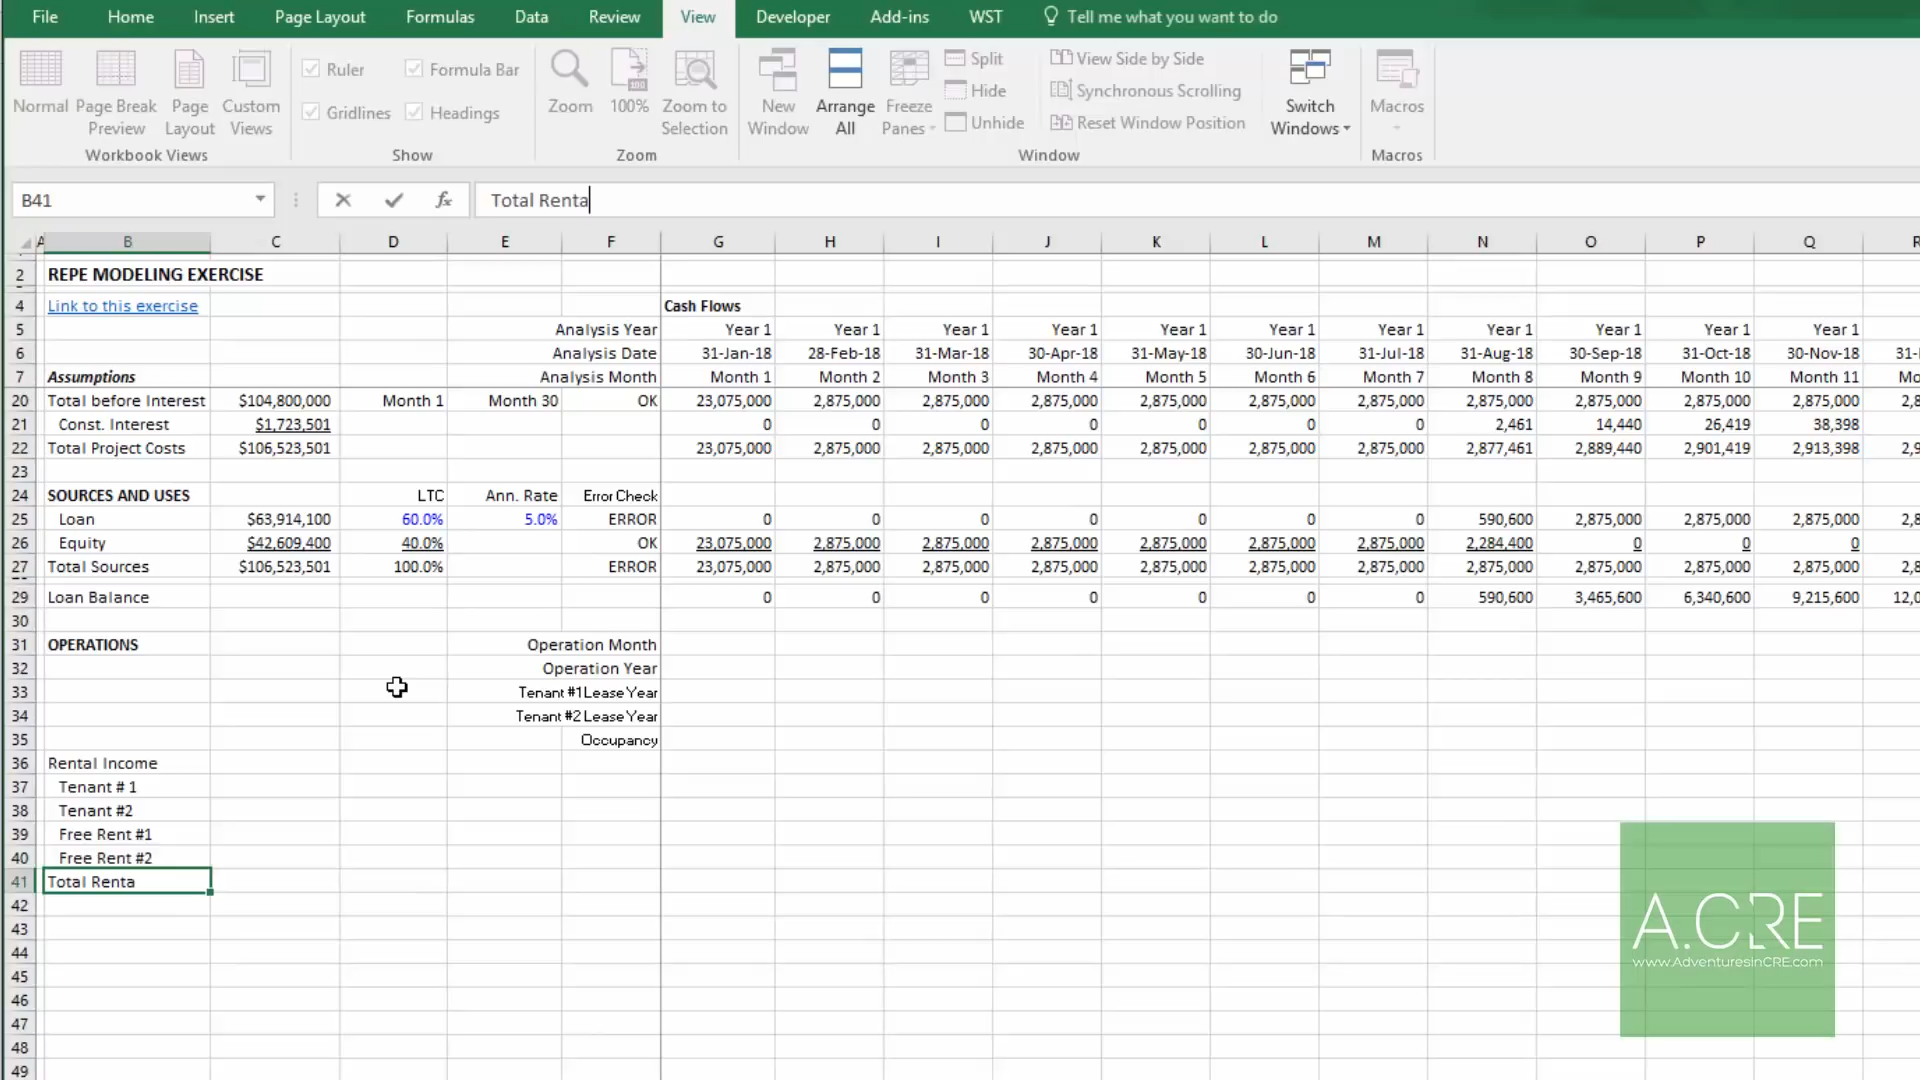 File Home Insert Page Layout Formulas Data Review View Developer Add-ins WST Tell me what you want to do
Normal Page Break Preview Page Layout Custom Views
Workbook Views
Ruler Formula Bar
Gridlines Headings
Show
Zoom 100% Zoom to Selection
Zoom
New Window Arrange All Freeze Panes
Split View Side by Side
Hide Synchronous Scrolling
Unhide Reset Window Position
Window
Switch Windows
Macros
Macros
B41 fx Total Renta
A B C D E F G H I J K L M N O P Q R
2 REPE MODELING EXERCISE
4 Link to this exercise Cash Flows
5 Analysis Year Year 1 Year 1 Year 1 Year 1 Year 1 Year 1 Year 1 Year 1 Year 1 Year 1 Year 1
6 Analysis Date 31-Jan-18 28-Feb-18 31-Mar-18 30-Apr-18 31-May-18 30-Jun-18 31-Jul-18 31-Aug-18 30-Sep-18 31-Oct-18 30-Nov-18 31-
7 Assumptions Analysis Month Month 1 Month 2 Month 3 Month 4 Month 5 Month 6 Month 7 Month 8 Month 9 Month 10 Month 11 Mo
20 Total before Interest $104,800,000 Month 1 Month 30 OK 23,075,000 2,875,000 2,875,000 2,875,000 2,875,000 2,875,000 2,875,000 2,875,000 2,875,000 2,875,000 2,875,000 2,8
21 Const. Interest $1,723,501 0 0 0 0 0 0 0 2,461 14,440 26,419 38,398
22 Total Project Costs $106,523,501 23,075,000 2,875,000 2,875,000 2,875,000 2,875,000 2,875,000 2,875,000 2,877,461 2,889,440 2,901,419 2,913,398 2,9
23
24 SOURCES AND USES LTC Ann. Rate Error Check
25 Loan $63,914,100 60.0% 5.0% ERROR 0 0 0 0 0 0 0 590,600 2,875,000 2,875,000 2,875,000 2,8
26 Equity $42,609,400 40.0% OK 23,075,000 2,875,000 2,875,000 2,875,000 2,875,000 2,875,000 2,875,000 2,284,400 0 0 0
27 Total Sources $106,523,501 100.0% ERROR 23,075,000 2,875,000 2,875,000 2,875,000 2,875,000 2,875,000 2,875,000 2,875,000 2,875,000 2,875,000 2,875,000 2,8
29 Loan Balance 0 0 0 0 0 0 0 590,600 3,465,600 6,340,600 9,215,600 12,0
30
31 OPERATIONS Operation Month
32 Operation Year
33 Tenant #1 Lease Year
34 Tenant #2 Lease Year
35 Occupancy
36 Rental Income
37 Tenant # 1
38 Tenant #2
39 Free Rent #1
40 Free Rent #2
41 Total Renta
42
43
44
45
46
47
48
49
A.CRE
www.AdventuresinCRE.com